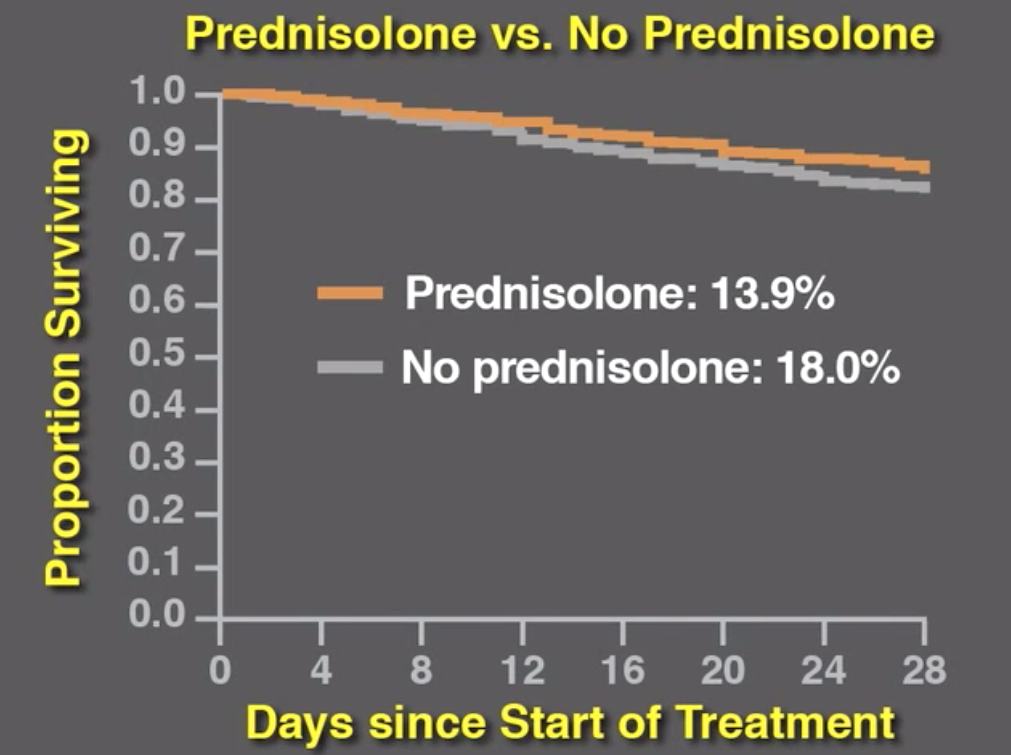 Prednisolone vs. No Prednisolone
Proportion Surviving
1.0
0.9
0.8
0.7
0.6
0.5
0.4
0.3
0.2
0.1
0.0
Prednisolone: 13.9%
No prednisolone: 18.0%
0 4 8 12 16 20 24 28
Days since Start of Treatment